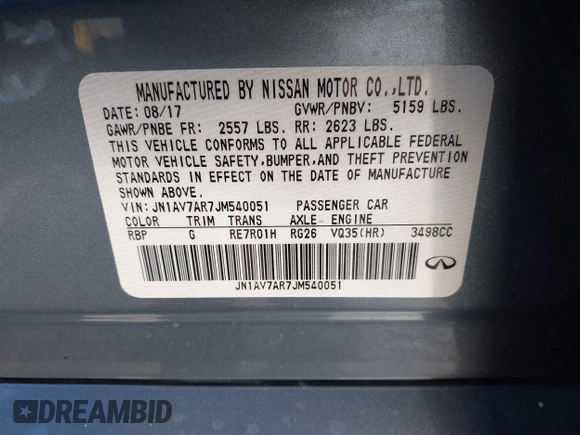 MANUFACTURED BY NISSAN MOTOR CO.,LTD.
DATE: 08/17 GVWR/PNBV: 5159 LBS.
GAWR/PNBE FR: 2557 LBS. RR: 2623 LBS.
THIS VEHICLE CONFORMS TO ALL APPLICABLE FEDERAL
MOTOR VEHICLE SAFETY,BUMPER,AND THEFT PREVENTION
STANDARDS IN EFFECT ON THE DATE OF MANUFACTURE
SHOWN ABOVE.
VIN: JN1AV7AR7JM540051 PASSENGER CAR
COLOR TRIM TRANS AXLE ENGINE
RBP G RE7R01H RG26 VQ35(HR) 3498CC
JN1AV7AR7JM540051
DREAMBID